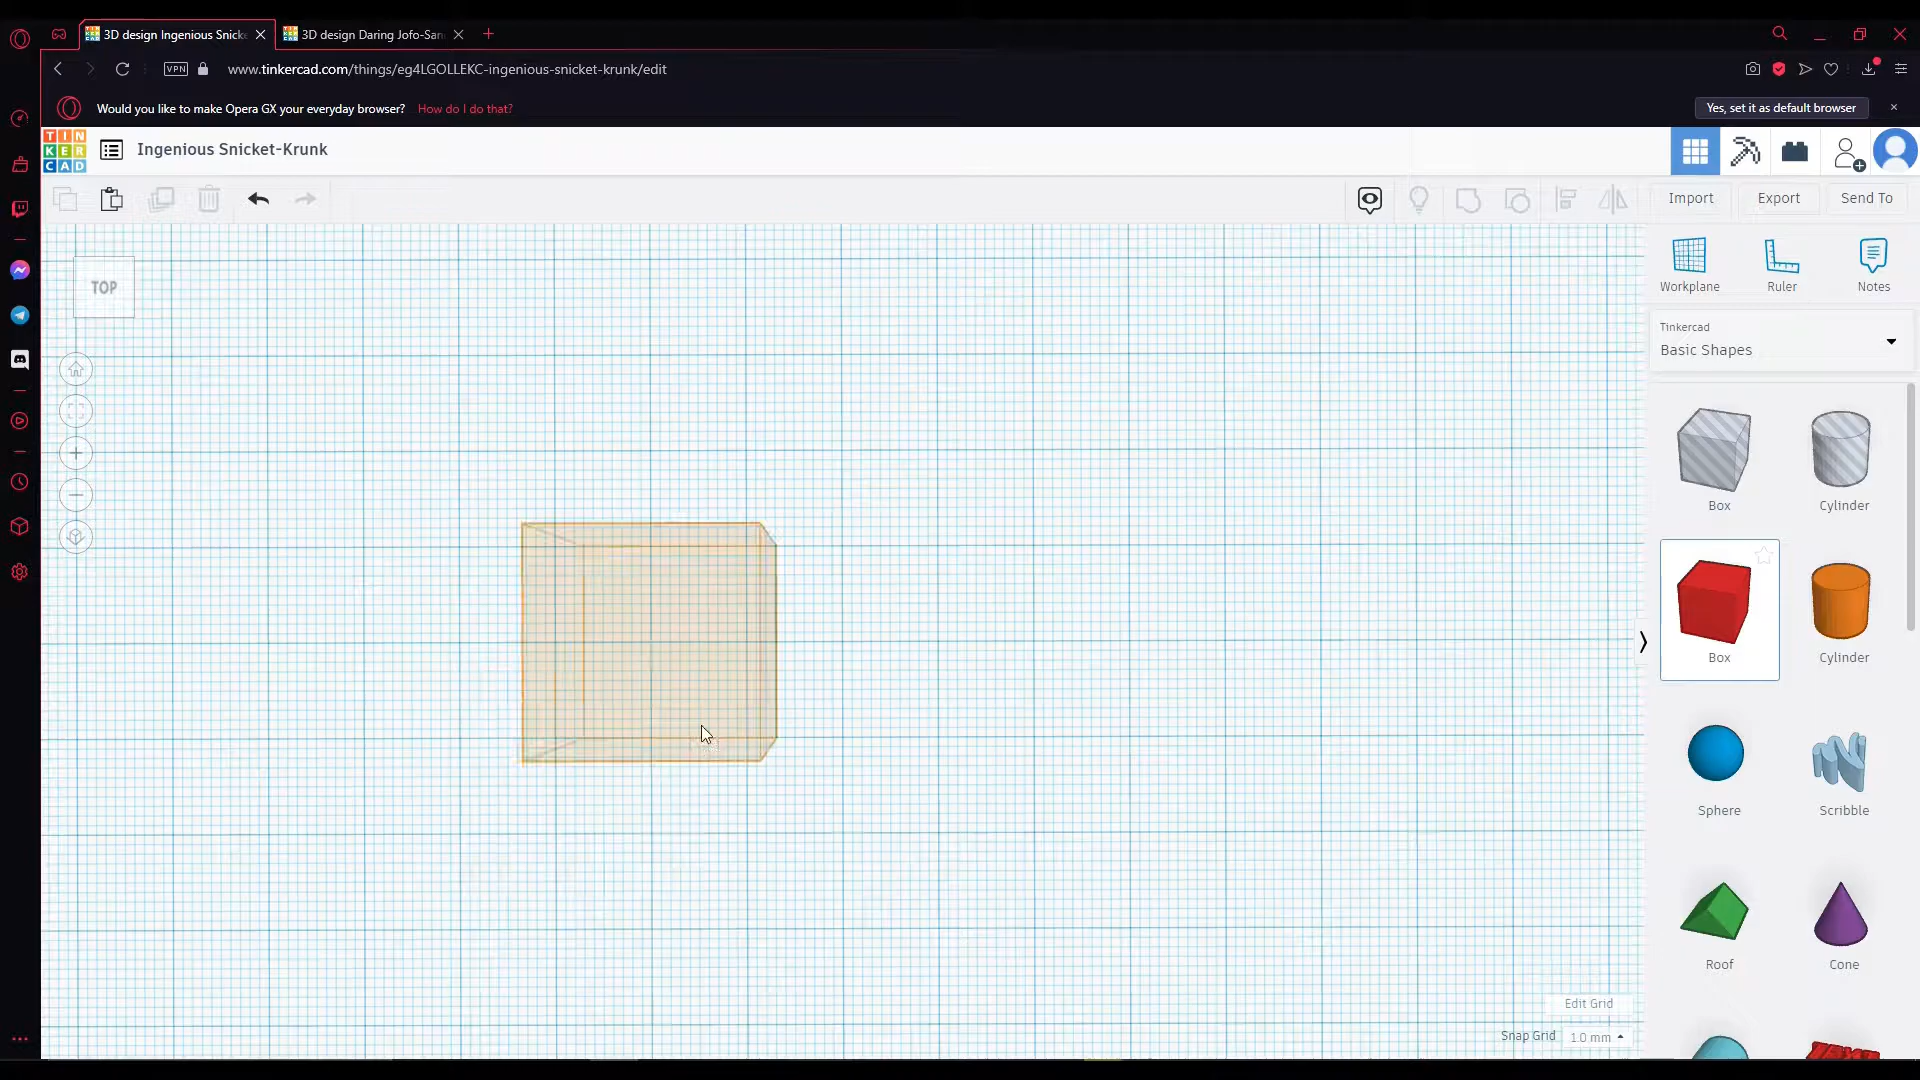 3D design Ingenious Snick
3D design Daring Jofo-San
VPN
www.tinkercad.com/things/eg4LGOLLEKC-ingenious-snicket-krunk/edit
Would you like to make Opera GX your everyday browser?
How do I do that?
Yes, set it as default browser
TIN
KER
CAD
Ingenious Snicket-Krunk
Import
Export
Send To
TOP
Workplane
Ruler
Notes
Tinkercad
Basic Shapes
Box
Cylinder
Box
Cylinder
Sphere
Scribble
Roof
Cone
Edit Grid
Snap Grid
1.0 mm